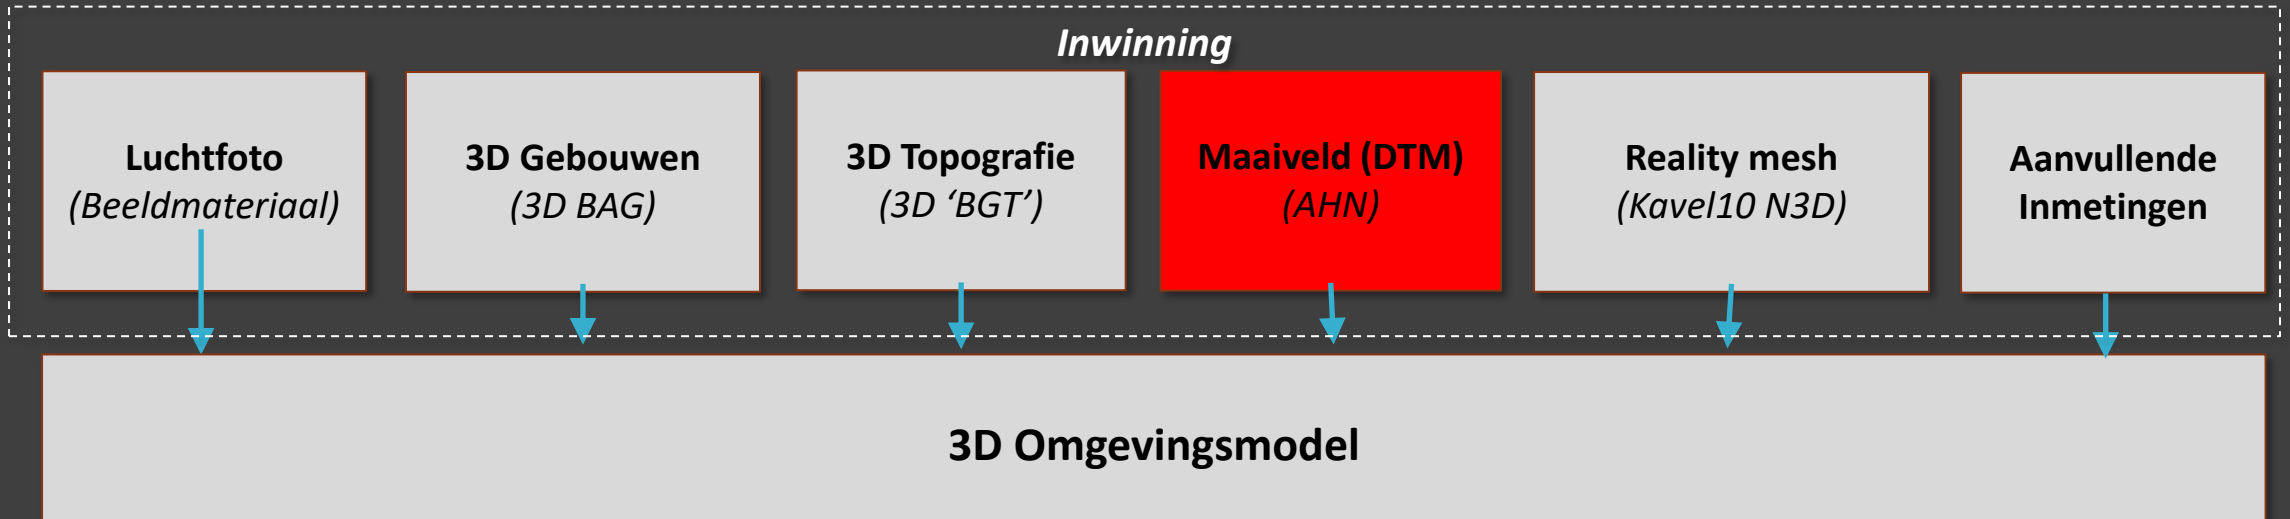 Inwinning
Luchtfoto
(Beeldmateriaal)
3D Gebouwen
(3D BAG)
3D Topografie
(3D ‘BGT’)
Maaiveld (DTM)
(AHN)
Reality mesh
(Kavel10 N3D)
Aanvullende
Inmetingen
3D Omgevingsmodel